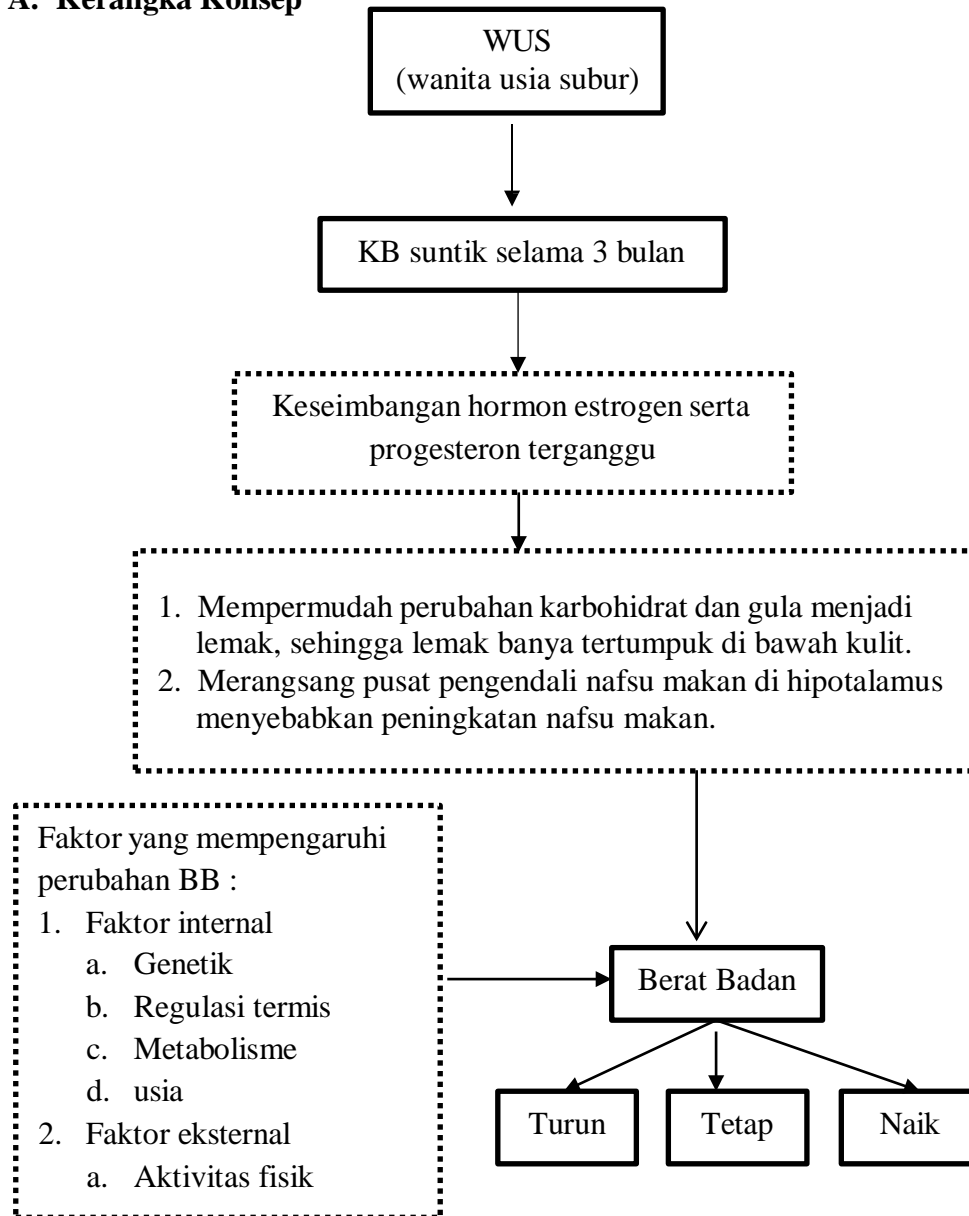 A. Kerangka Konsep
WUS
(wanita usia subur)
KB suntik selama 3 bulan
Keseimbangan hormon estrogen serta
progesteron terganggu
1. Mempermudah perubahan karbohidrat dan gula menjadi
lemak, sehingga lemak banya tertumpuk di bawah kulit.
2. Merangsang pusat pengendali nafsu makan di hipotalamus
menyebabkan peningkatan nafsu makan.
Faktor yang mempengaruhi
perubahan BB :
1. Faktor internal
a. Genetik
b. Regulasi termis
c. Metabolisme
d. usia
2. Faktor eksternal
a. Aktivitas fisik
Berat Badan
Turun
Tetap
Naik